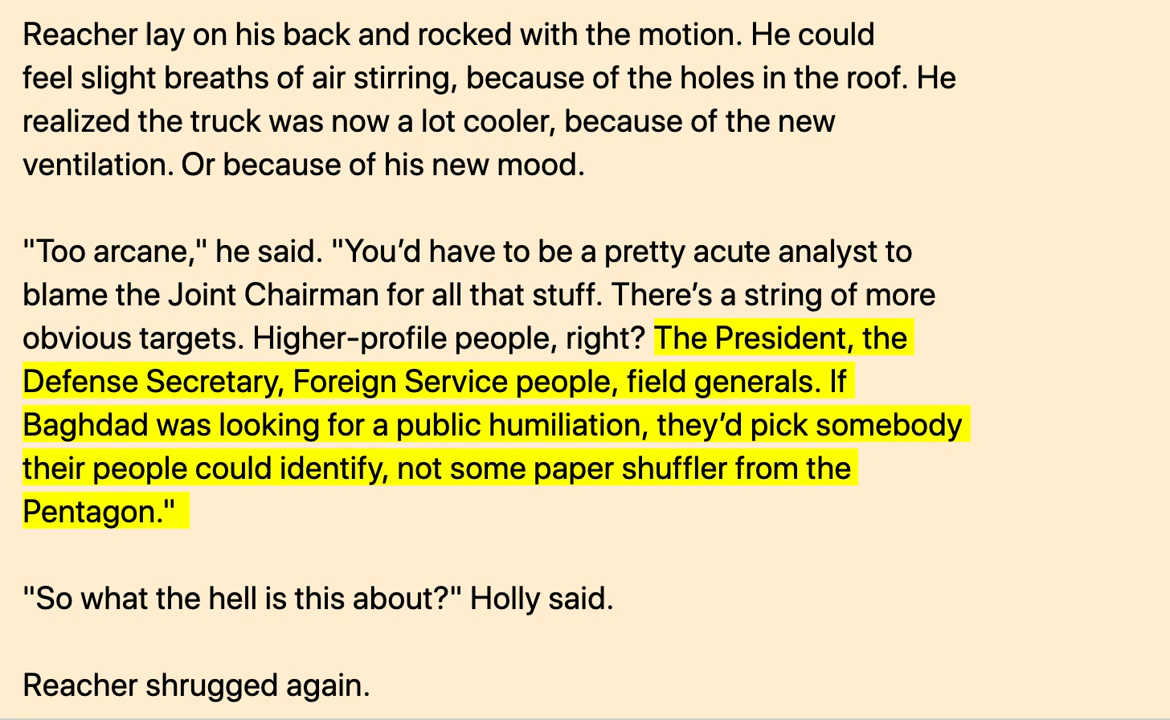 Reacher lay on his back and rocked with the motion. He could
feel slight breaths of air stirring, because of the holes in the roof. He
realized the truck was now a lot cooler, because of the new
ventilation. Or because of his new mood.
"Too arcane," he said. "You’d have to be a pretty acute analyst to
blame the Joint Chairman for all that stuff. There’s a string of more
obvious targets. Higher-profile people, right? The President, the
Defense Secretary, Foreign Service people, field generals. If
Baghdad was looking for a public humiliation, they’d pick somebody
their people could identify, not some paper shuffler from the
Pentagon."
"So what the hell is this about?" Holly said.
Reacher shrugged again.